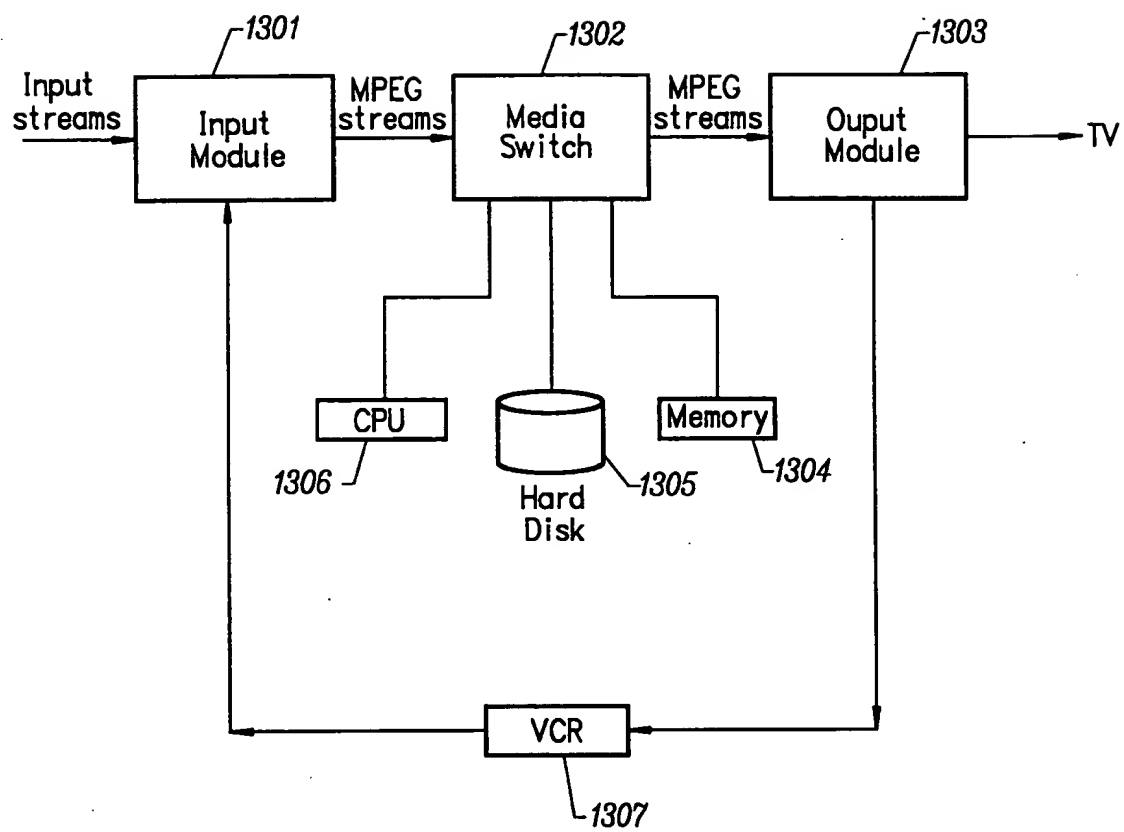 1301
1302
1303
Input
streams
Input
Module
MPEG
streams
Media
Switch
MPEG
streams
Ouput
Module
TV
CPU
1306
Hard
Disk
1305
Memory
1304
VCR
1307